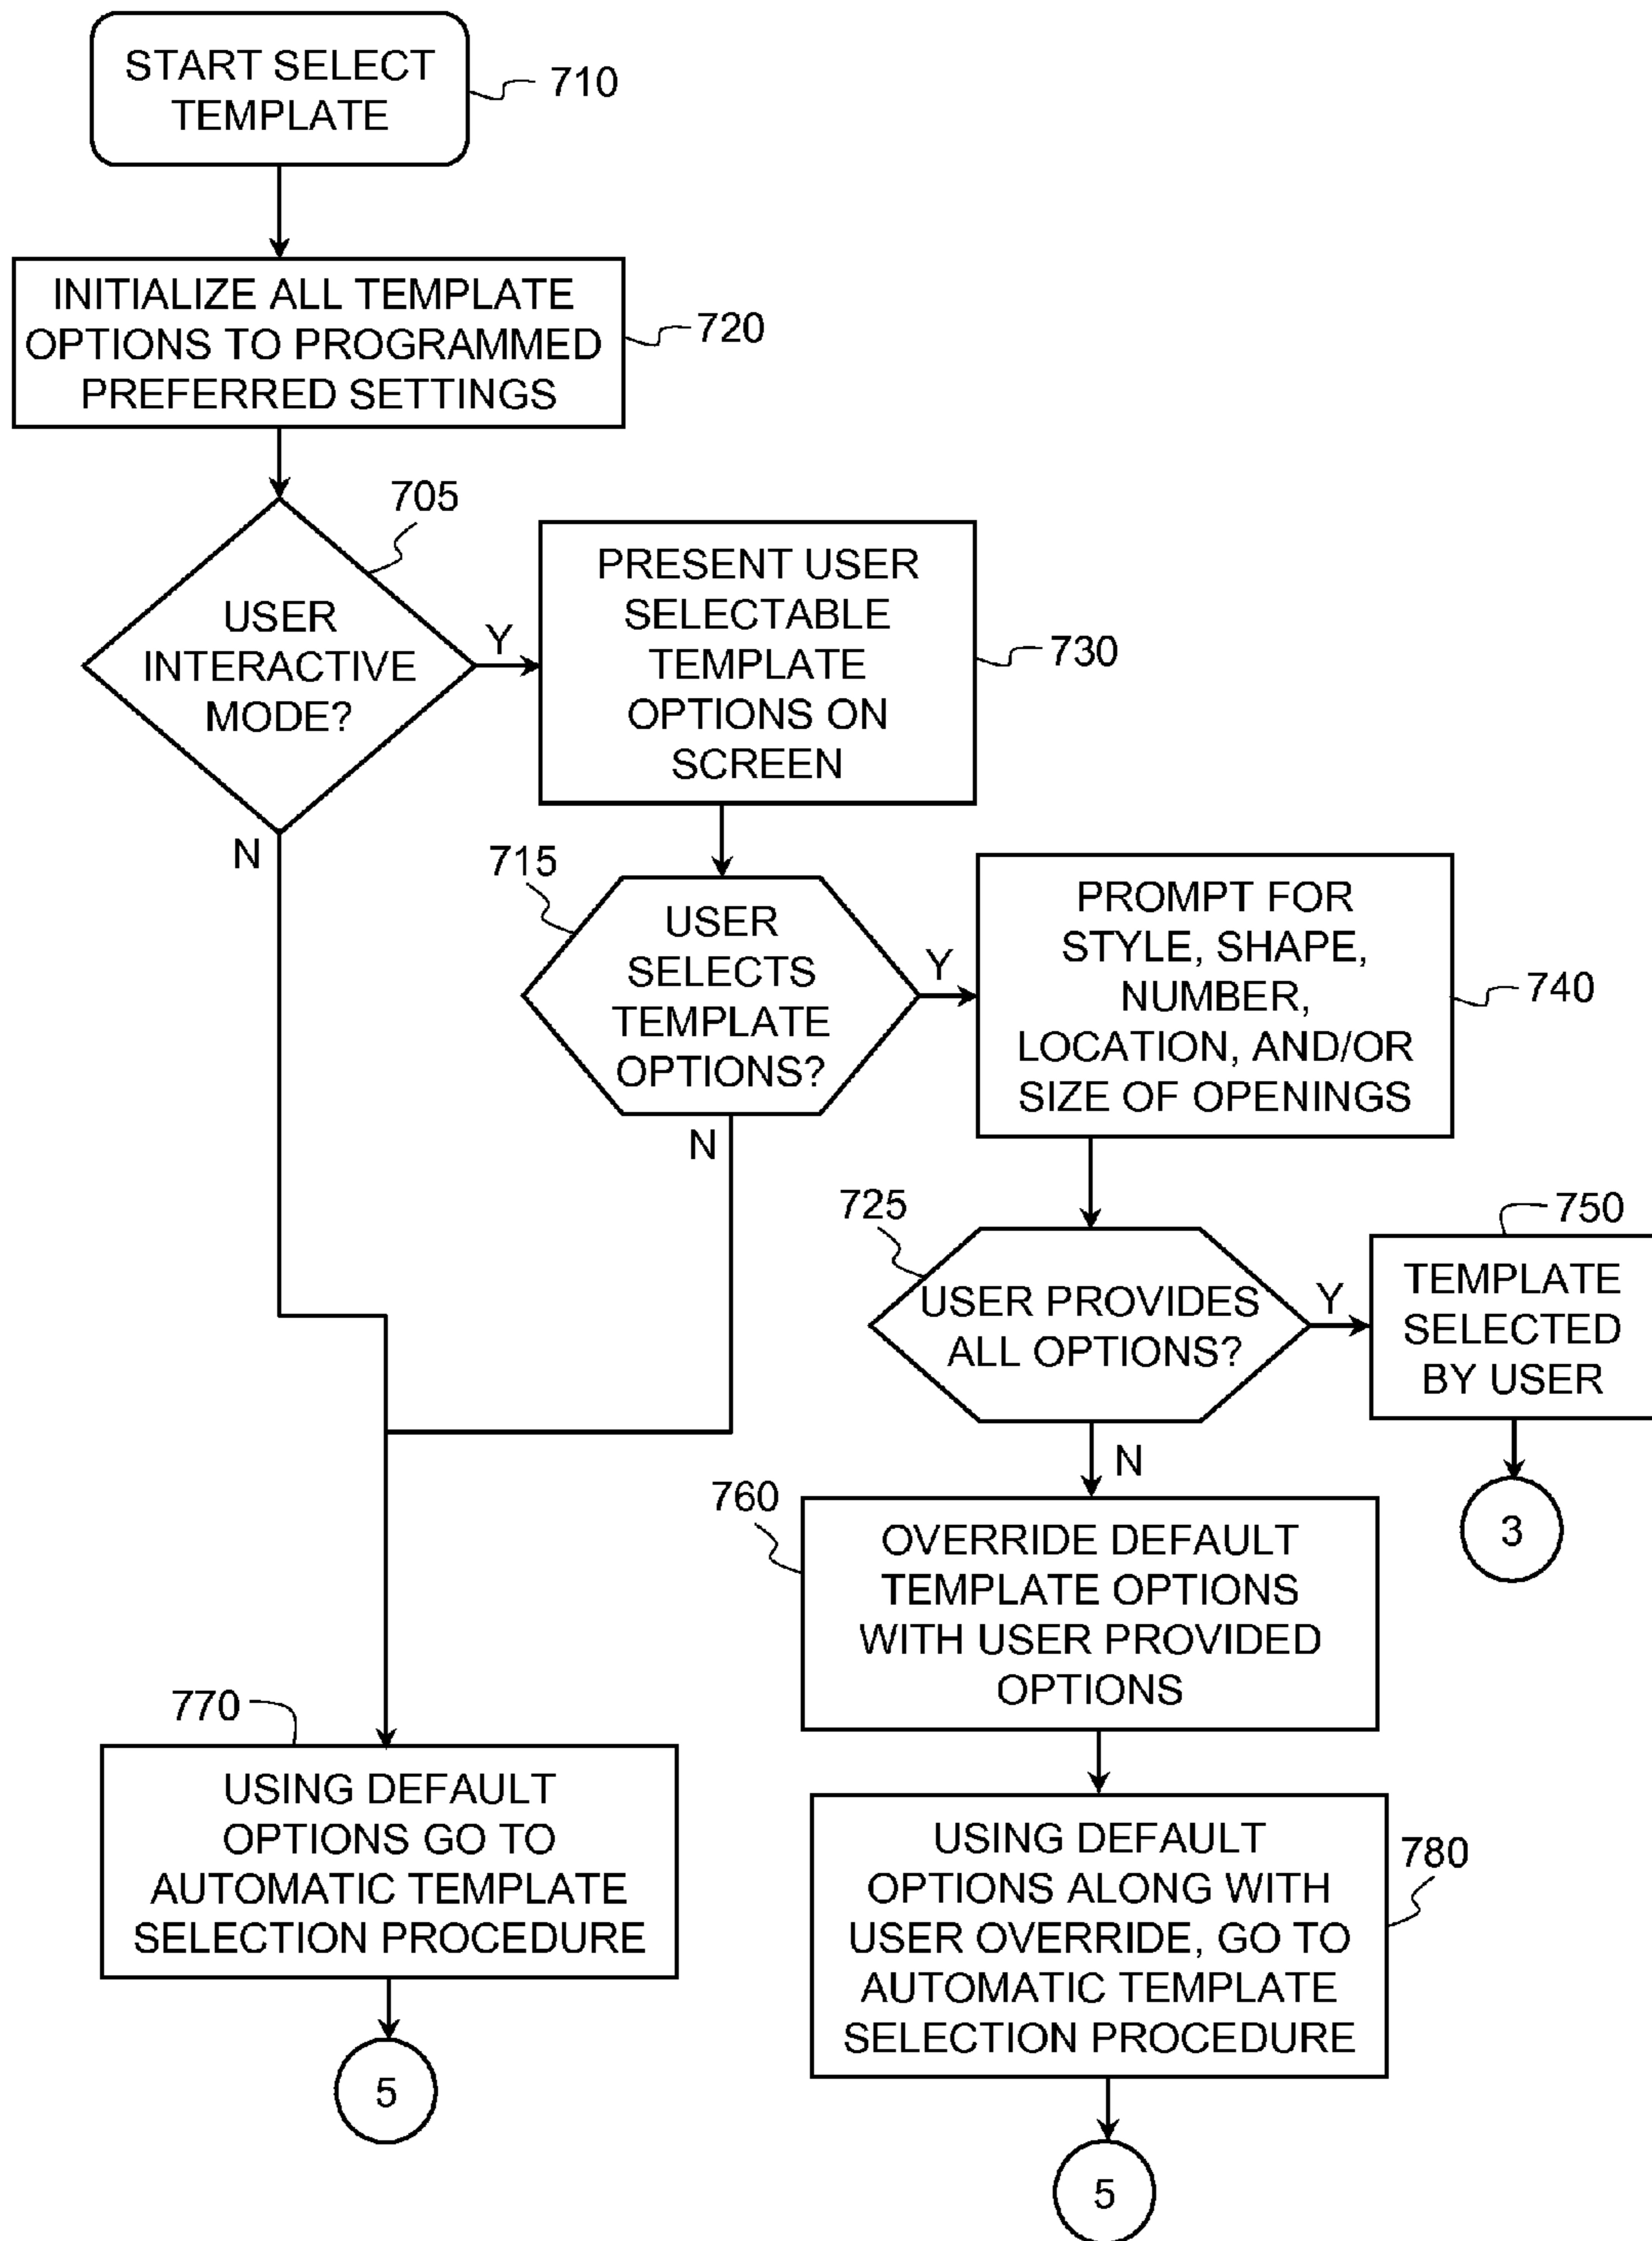 START SELECT
TEMPLATE
710
INITIALIZE ALL TEMPLATE
OPTIONS TO PROGRAMMED
PREFERRED SETTINGS
720
705
USER
INTERACTIVE
MODE?
Y
N
PRESENT USER
SELECTABLE
TEMPLATE
OPTIONS ON
SCREEN
730
715
USER
SELECTS
TEMPLATE
OPTIONS?
Y
N
PROMPT FOR
STYLE, SHAPE,
NUMBER,
LOCATION, AND/OR
SIZE OF OPENINGS
740
725
USER PROVIDES
ALL OPTIONS?
Y
N
750
TEMPLATE
SELECTED
BY USER
3
760
OVERRIDE DEFAULT
TEMPLATE OPTIONS
WITH USER PROVIDED
OPTIONS
770
USING DEFAULT
OPTIONS GO TO
AUTOMATIC TEMPLATE
SELECTION PROCEDURE
5
USING DEFAULT
OPTIONS ALONG WITH
USER OVERRIDE, GO TO
AUTOMATIC TEMPLATE
SELECTION PROCEDURE
780
5